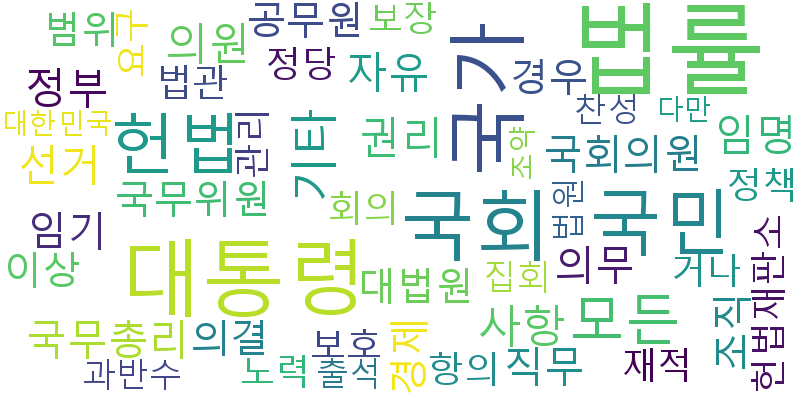 범위
요구
의원
공무원
보장
국가
정부
법관
정당
자유
경우
찬성
다만
대한민국
선거
헌법
관리
기타
권리
조약
국회의원
임명
국무위원
회의
국회
법원
국민
정책
임기
이상
대통령
대법원
집회
의무
거나
헌법재판소
국무총리
의결
보호
경제
항의
사항
직무
모든
재적
조직
과반수
노력
출석